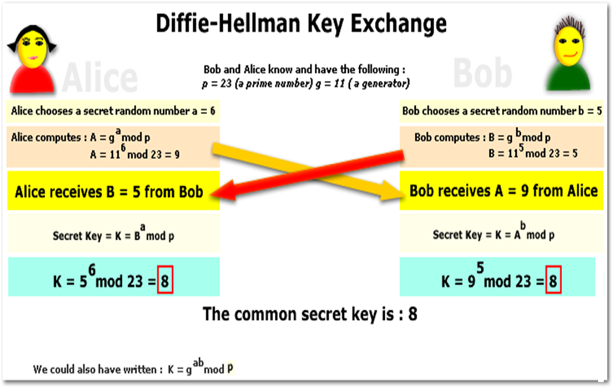 Diffie-Hellman Key Exchange
Alice
Bob
Bob and Alice know and have the following :
p = 23 (a prime number) g = 11 ( a generator)
Alice chooses a secret random number a = 6
Alice computes : A = g^a mod p
A = 11^6 mod 23 = 9
Alice receives B = 5 from Bob
Secret Key = K = B^a mod p
K = 5^6 mod 23 = 8
Bob chooses a secret random number b = 5
Bob computes : B = g^b mod p
B = 11^5 mod 23 = 5
Bob receives A = 9 from Alice
Secret Key = K = A^b mod p
K = 9^5 mod 23 = 8
The common secret key is : 8
We could also have written : K = g^ab mod p